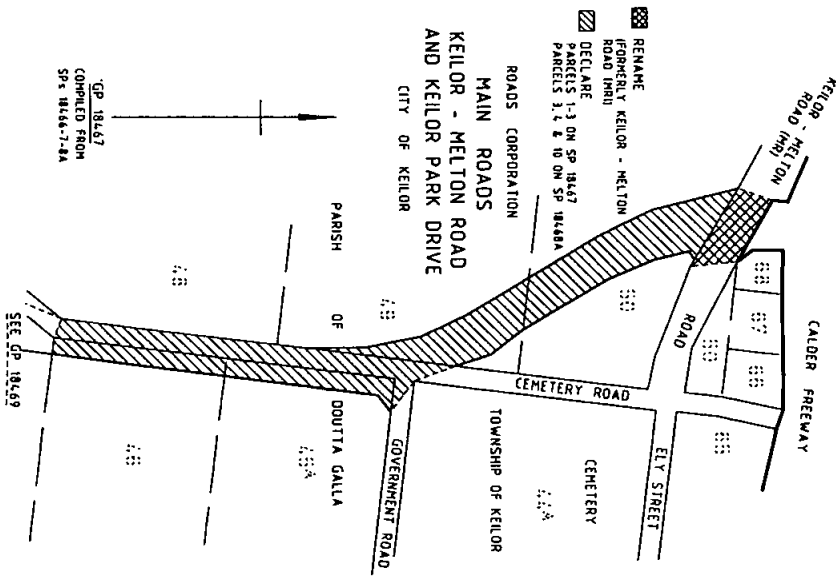 RENAME
(FORMERLY KEILOR - MELTON
ROAD (MR))
DECLARE
PARCELS 1-3 ON SP 18467
PARCELS 3,4 & 10 ON SP 18468A
ROADS CORPORATION
MAIN ROADS
KEILOR - MELTON ROAD
AND KEILOR PARK DRIVE
CITY OF KEILOR
GP 18467
COMPILED FROM
SPs 18466-7-8A
KEILOR - MELTON
ROAD (MR)
CALDER FREEWAY
ROAD
CEMETERY ROAD
ELY STREET
CEMETERY
TOWNSHIP OF KEILOR
GOVERNMENT ROAD
PARISH OF DOUTTA GALLA
SEE GP 18469